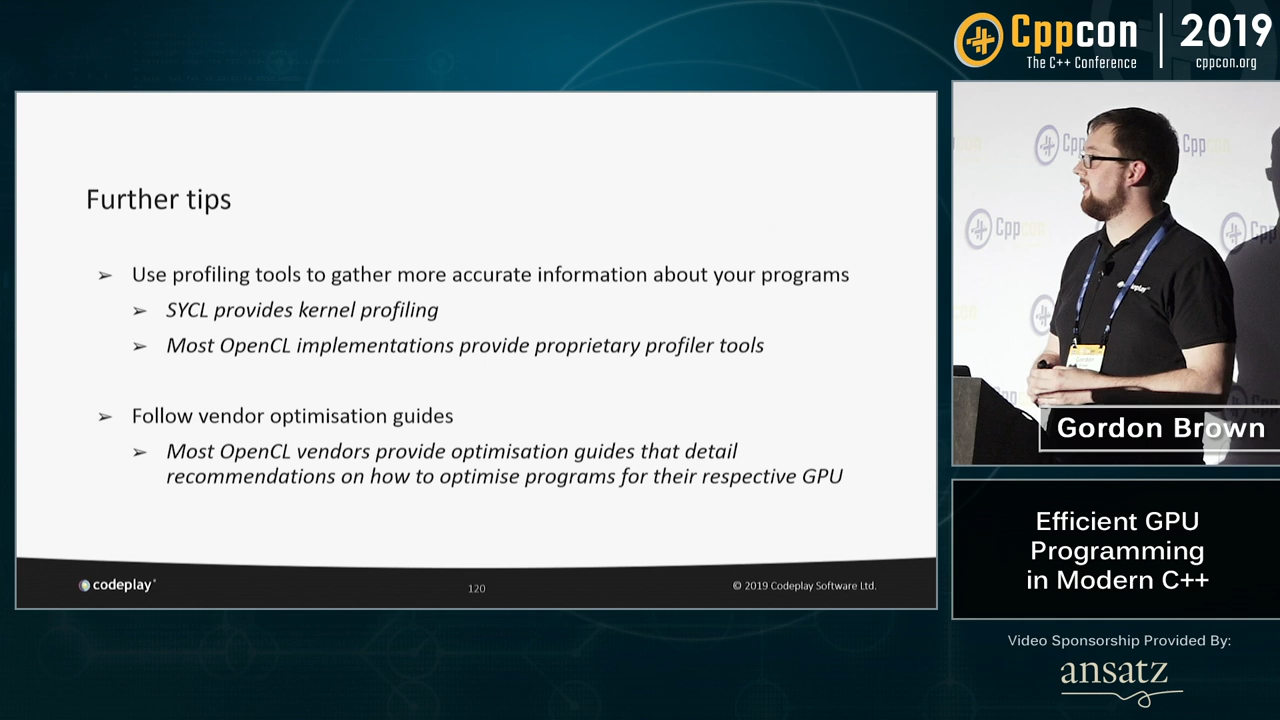 Cppcon
The C++ Conference
2019
cppcon.org
Further tips
➢ Use profiling tools to gather more accurate information about your programs
➢ SYCL provides kernel profiling
➢ Most OpenCL implementations provide proprietary profiler tools
➢ Follow vendor optimisation guides
➢ Most OpenCL vendors provide optimisation guides that detail
recommendations on how to optimise programs for their respective GPU
codeplay
120
© 2019 Codeplay Software Ltd.
Gordon Brown
Efficient GPU
Programming
in Modern C++
Video Sponsorship Provided By:
ansatz